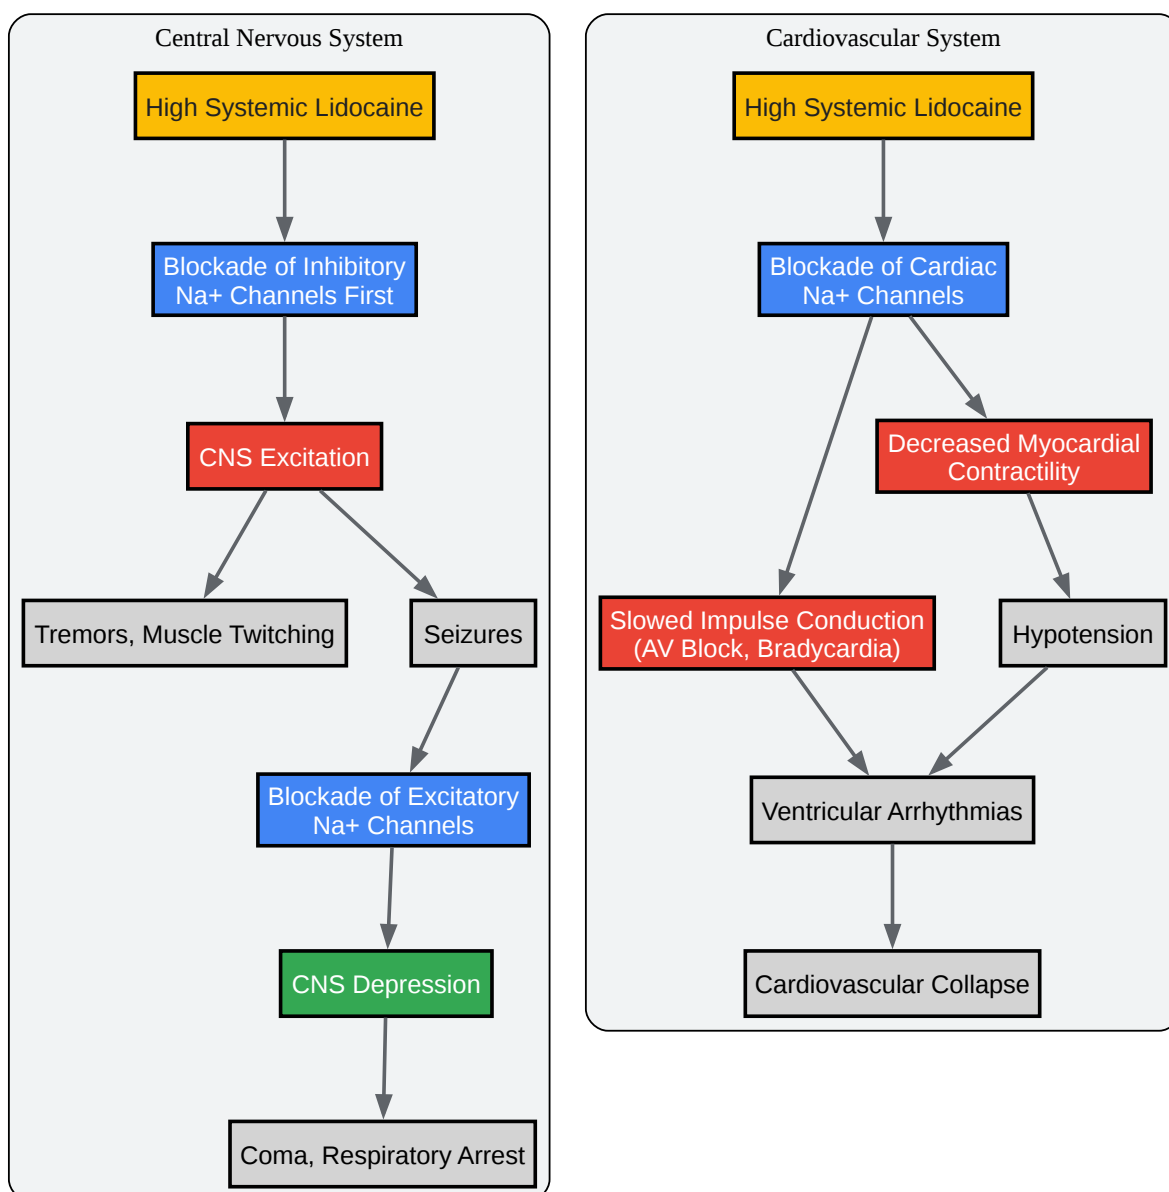 Central Nervous System
High Systemic Lidocaine
Blockade of Inhibitory
Na+ Channels First
CNS Excitation
Tremors, Muscle Twitching
Seizures
Blockade of Excitatory
Na+ Channels
CNS Depression
Coma, Respiratory Arrest
Cardiovascular System
High Systemic Lidocaine
Blockade of Cardiac
Na+ Channels
Decreased Myocardial
Contractility
Slowed Impulse Conduction
(AV Block, Bradycardia)
Hypotension
Ventricular Arrhythmias
Cardiovascular Collapse